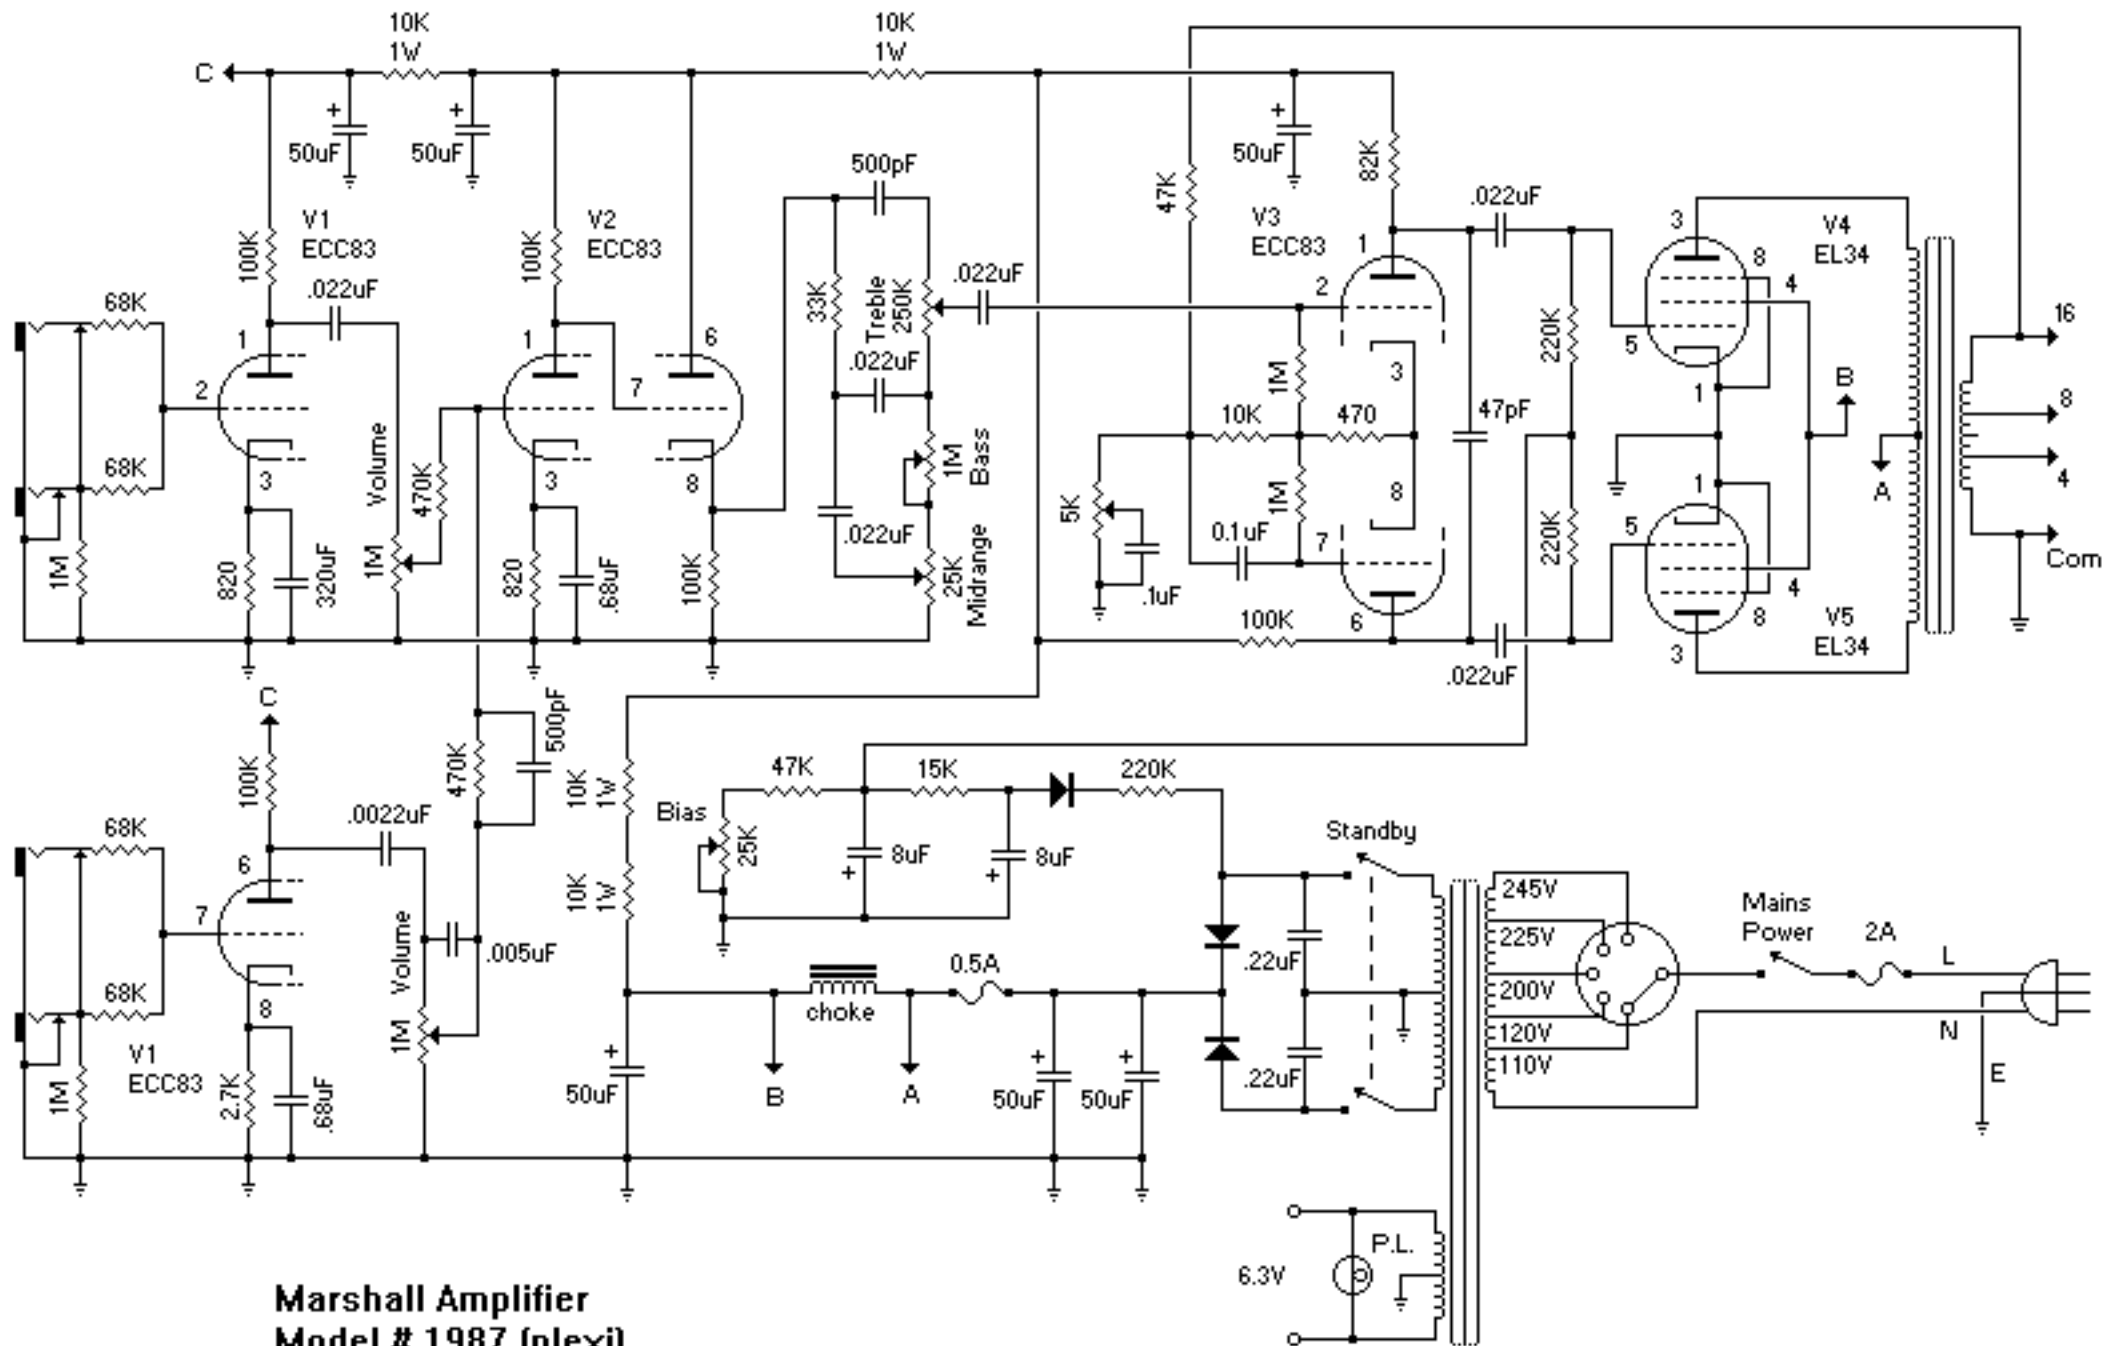 10K
1W
10K
1W
C
+
50uF
+
50uF
+
50uF
82K
500pF
47K
.022uF
V1
ECC83
100K
V2
ECC83
100K
V3
ECC83
1
3
V4
EL34
8
4
.022uF
68K
33K
Treble
250K
.022uF
2
220K
5
16
1
2
3
68K
1
7
6
.022uF
1M
3
B
8
1
Volume
470K
3
8
1M
Bass
10K
470
47pF
A
4
1M
820
320uF
1M
820
.68uF
100K
.022uF
25K
Midrange
5K
.1uF
0.1uF
1M
8
7
6
100K
.022uF
220K
5
1
4
8
3
V5
EL34
Com
C
100K
470K
500pF
10K
1W
10K
1W
Bias
25K
47K
15K
220K
8uF
+
8uF
+
Standby
68K
6
.0022uF
7
Volume
.005uF
1M
68K
8
V1
ECC83
1M
2.7K
.68uF
+
50uF
choke
0.5A
B
A
+
50uF
+
50uF
.22uF
.22uF
245V
225V
200V
120V
110V
Mains
Power
2A
L
N
E
6.3V
P.L.
Marshall Amplifier
Model # 1987 (plexi)